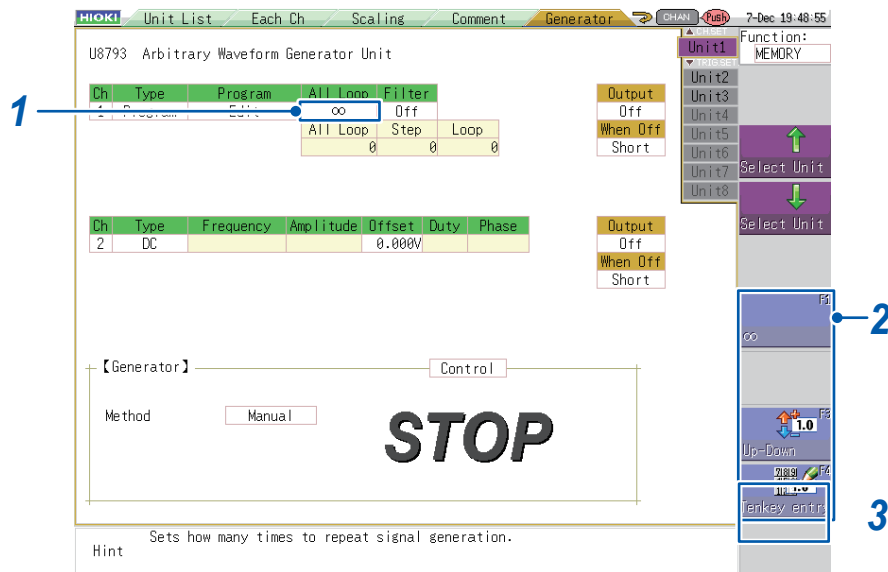 HIOKI Unit List Each Ch Scaling Comment Generator CHAN Push 7-Dec 19:48:55
CH SET
Unit1
TRIG SET
Unit2
Unit3
Unit4
Unit5
Unit6
Unit7
Unit8
Function:
MEMORY
U8793 Arbitrary Waveform Generator Unit
1
Ch Type Program All Loop Filter
1 Program Edit ∞ Off
All Loop Step Loop
0 0 0
Output
Off
When Off
Short
Select Unit
Select Unit
Ch Type Frequency Amplitude Offset Duty Phase
2 DC 0.000V
Output
Off
When Off
Short
F1
∞
2
【Generator】 Control
Method Manual
STOP
F3
1.0
Up-Down
F4
Tenkey entry
3
Hint Sets how many times to repeat signal generation.